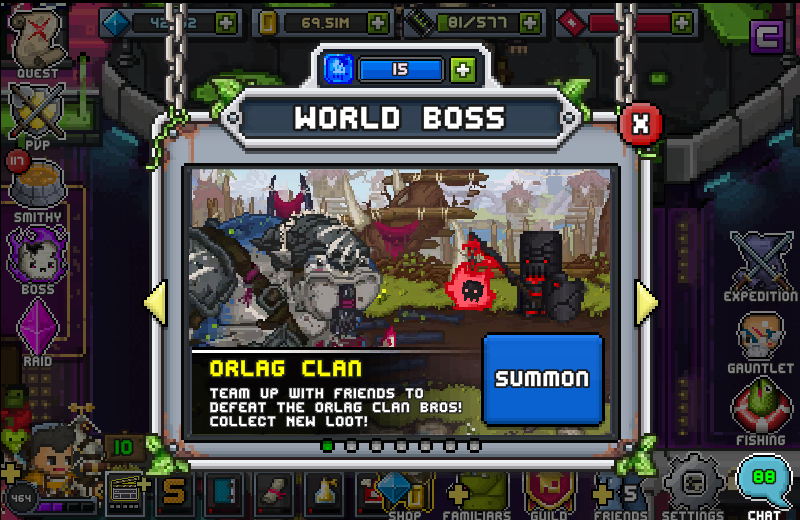 69.51M
81/577
15
WORLD BOSS
X
QUEST
PVP
117
SMITHY
BOSS
RAID
EXPEDITION
GAUNTLET
FISHING
ORLAG CLAN
TEAM UP WITH FRIENDS TO
DEFEAT THE ORLAG CLAN BROS!
COLLECT NEW LOOT!
SUMMON
10
464
S
SHOP
FAMILIARS
GUILD
5
FRIENDS
SETTINGS
88
CHAT